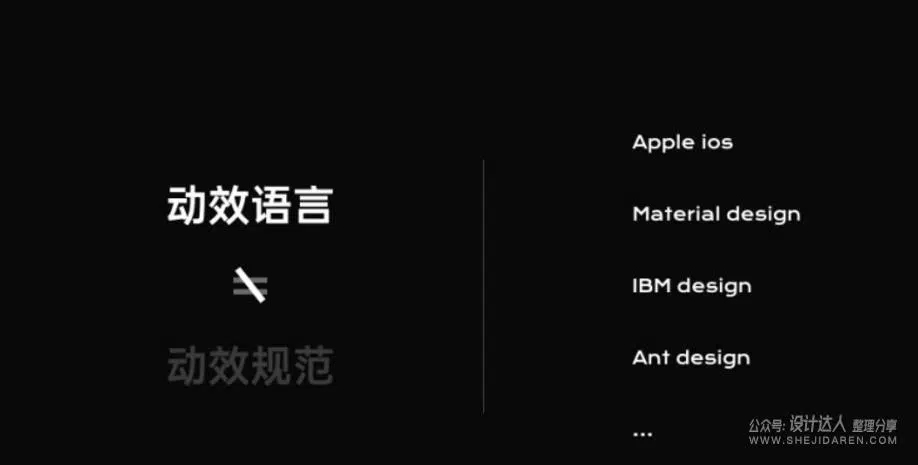 动效语言
≠
动效规范
Apple ios
Material design
IBM design
Ant design
...
公众号: 设计达人 整理分享
WWW.SHEJIDAREN.COM